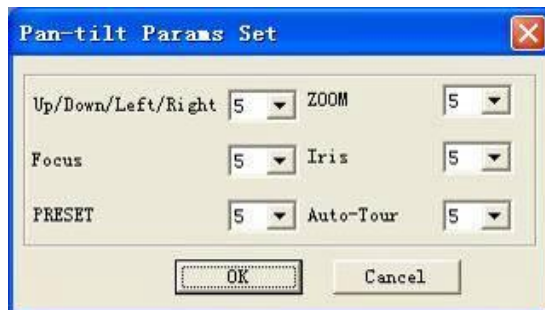 Pan-tilt Params Set
Up/Down/Left/Right 5 ZOOM 5
Focus 5 Iris 5
PRESET 5 Auto-Tour 5
OK Cancel